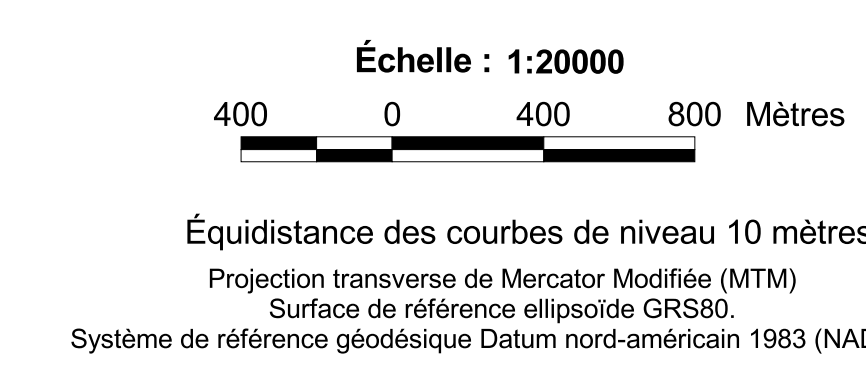 Échelle : 1:20000
400 0 400 800 Mètres
Équidistance des courbes de niveau 10 mètres
Projection transverse de Mercator Modifiée (MTM)
Surface de référence ellipsoïde GRS80.
Système de référence géodésique Datum nord-américain 1983 (NAD